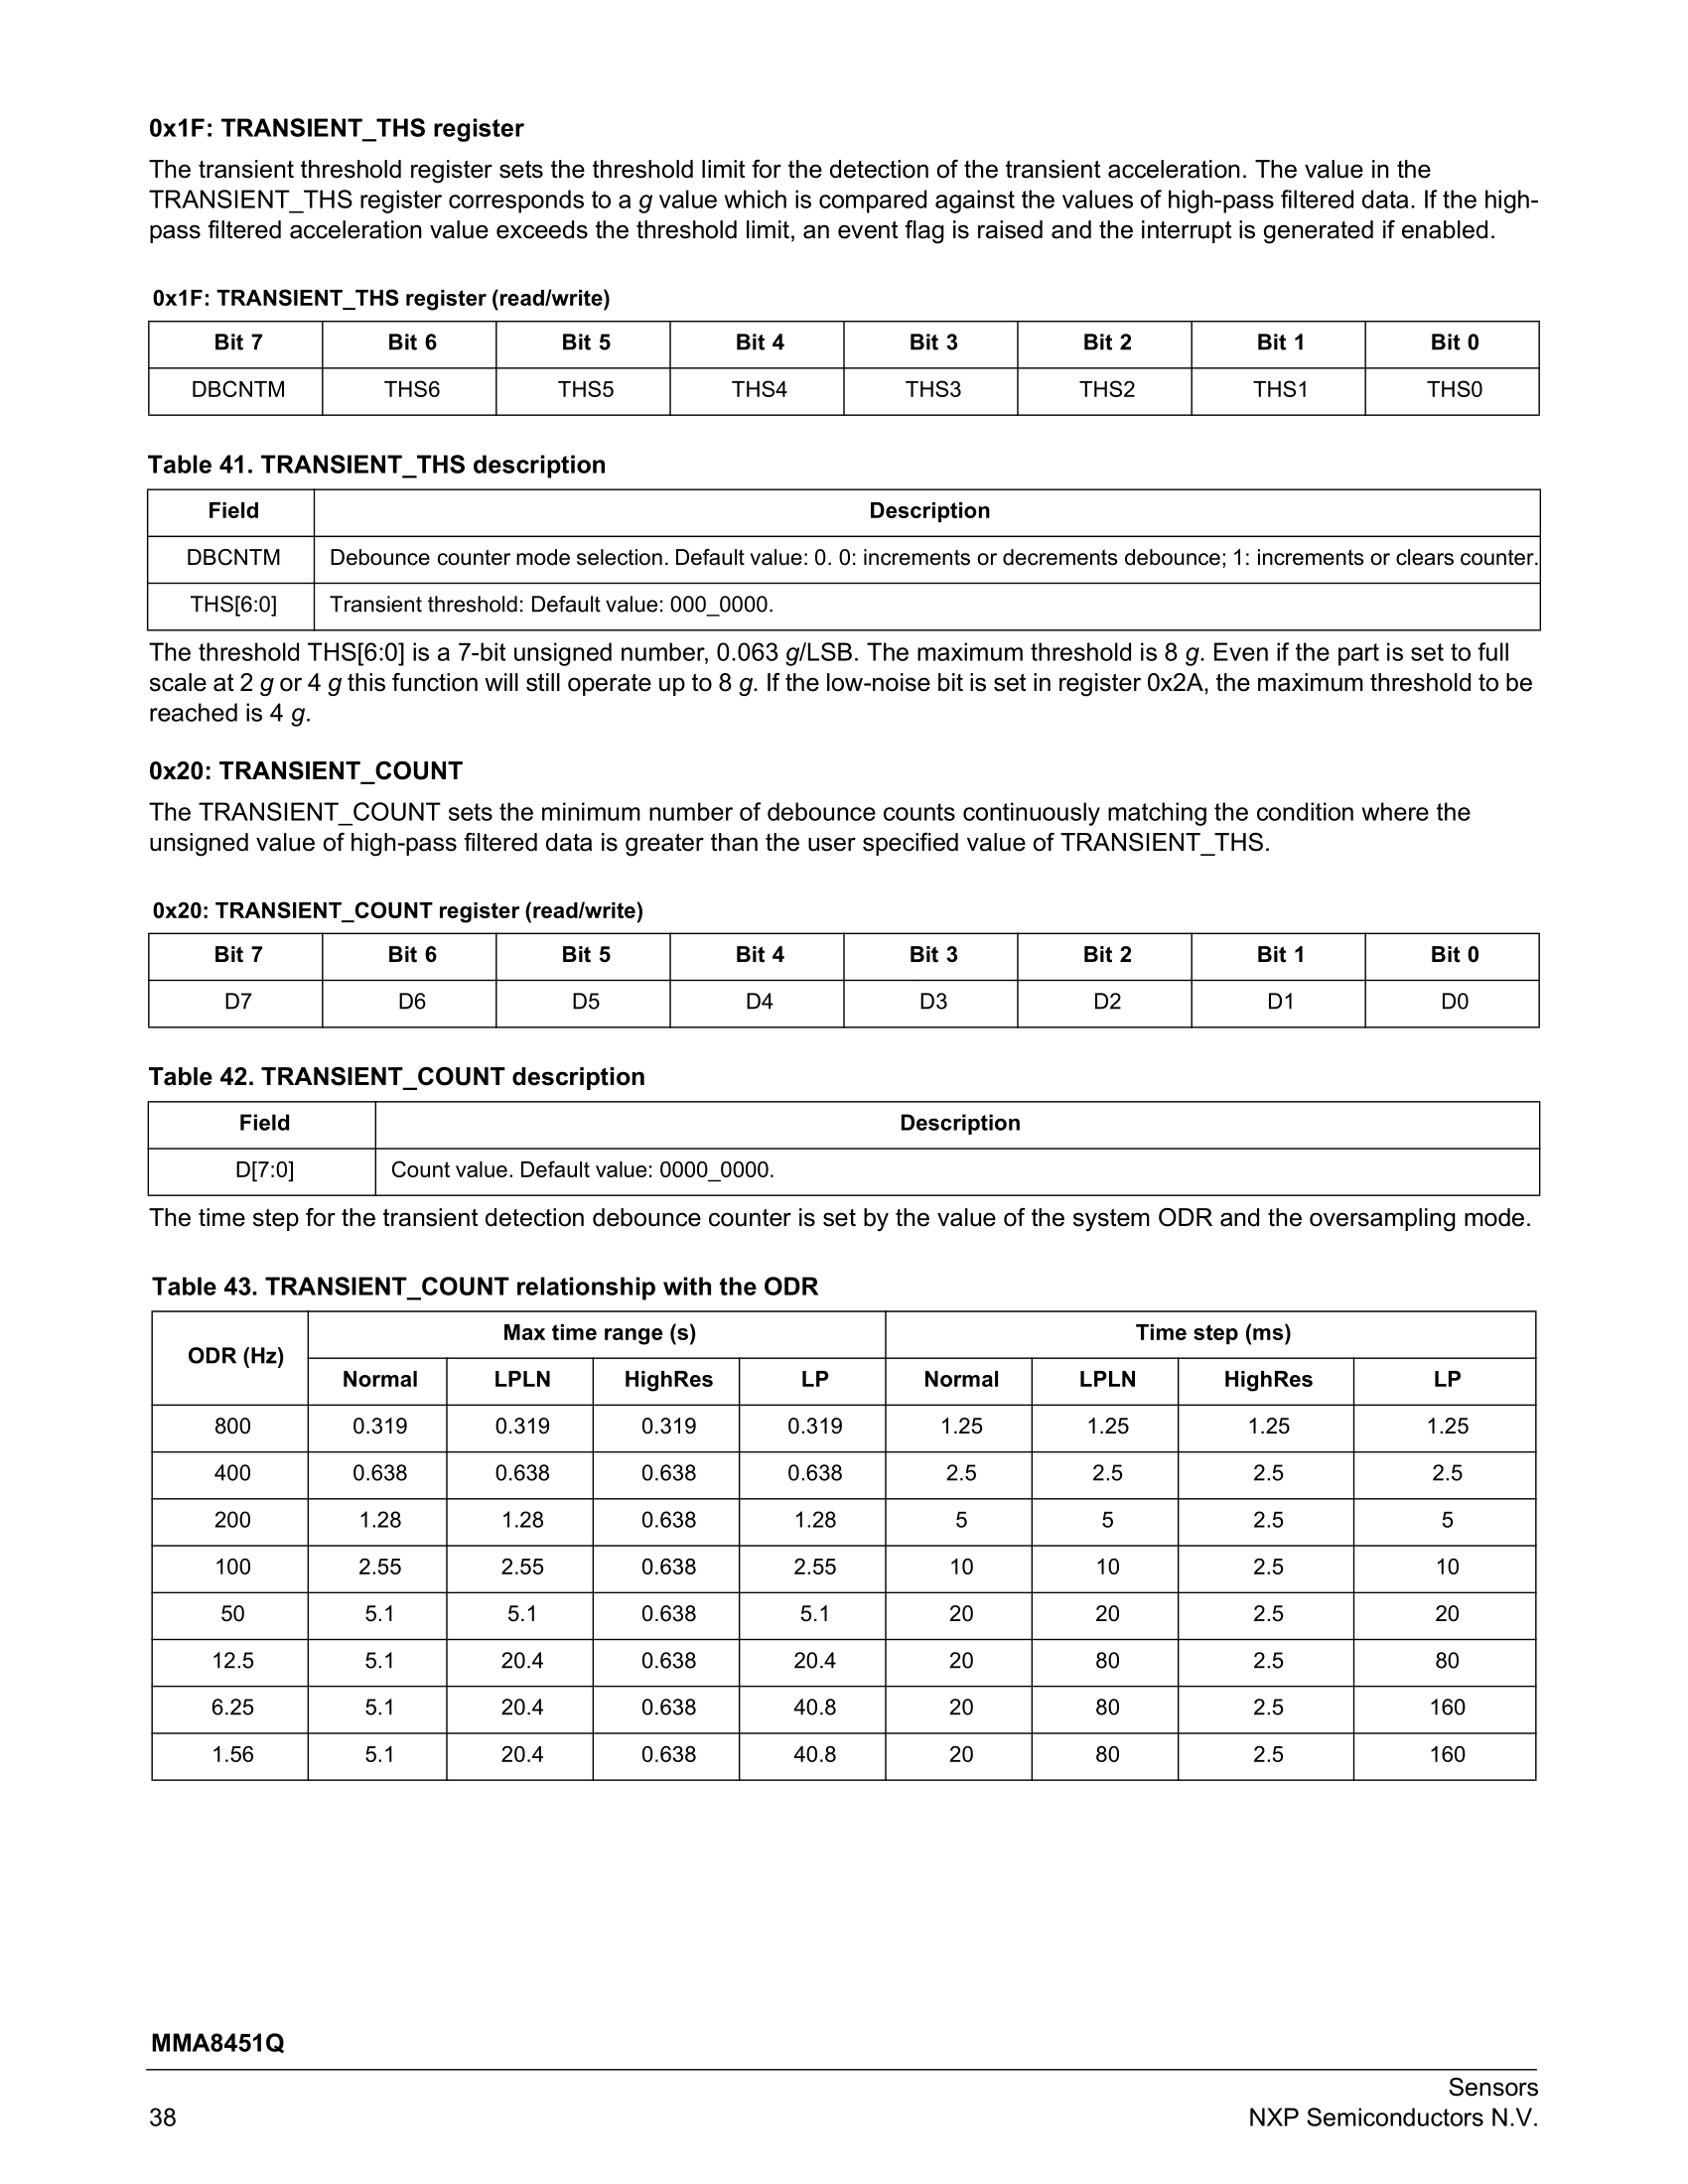 0x1F: TRANSIENT_THS register
The transient threshold register sets the threshold limit for the detection of the transient acceleration. The value in the
TRANSIENT_THS register corresponds to a g value which is compared against the values of high-pass filtered data. If the high-
pass filtered acceleration value exceeds the threshold limit, an event flag is raised and the interrupt is generated if enabled.
0x1F: TRANSIENT_THS register (read/write)
Bit 7 Bit 6 Bit 5 Bit 4 Bit 3 Bit 2 Bit 1 Bit 0
DBCNTM THS6 THS5 THS4 THS3 THS2 THS1 THS0
Table 41. TRANSIENT_THS description
Field Description
DBCNTM Debounce counter mode selection. Default value: 0. 0: increments or decrements debounce; 1: increments or clears counter.
THS[6:0] Transient threshold: Default value: 000_0000.
The threshold THS[6:0] is a 7-bit unsigned number, 0.063 g/LSB. The maximum threshold is 8 g. Even if the part is set to full
scale at 2 g or 4 g this function will still operate up to 8 g. If the low-noise bit is set in register 0x2A, the maximum threshold to be
reached is 4 g.
0x20: TRANSIENT_COUNT
The TRANSIENT_COUNT sets the minimum number of debounce counts continuously matching the condition where the
unsigned value of high-pass filtered data is greater than the user specified value of TRANSIENT_THS.
0x20: TRANSIENT_COUNT register (read/write)
Bit 7 Bit 6 Bit 5 Bit 4 Bit 3 Bit 2 Bit 1 Bit 0
D7 D6 D5 D4 D3 D2 D1 D0
Table 42. TRANSIENT_COUNT description
Field Description
D[7:0] Count value. Default value: 0000_0000.
The time step for the transient detection debounce counter is set by the value of the system ODR and the oversampling mode.
Table 43. TRANSIENT_COUNT relationship with the ODR
ODR (Hz) Max time range (s) Time step (ms)
Normal LPLN HighRes LP Normal LPLN HighRes LP
800 0.319 0.319 0.319 0.319 1.25 1.25 1.25 1.25
400 0.638 0.638 0.638 0.638 2.5 2.5 2.5 2.5
200 1.28 1.28 0.638 1.28 5 5 2.5 5
100 2.55 2.55 0.638 2.55 10 10 2.5 10
50 5.1 5.1 0.638 5.1 20 20 2.5 20
12.5 5.1 20.4 0.638 20.4 20 80 2.5 80
6.25 5.1 20.4 0.638 40.8 20 80 2.5 160
1.56 5.1 20.4 0.638 40.8 20 80 2.5 160
MMA8451Q
Sensors
38 NXP Semiconductors N.V.